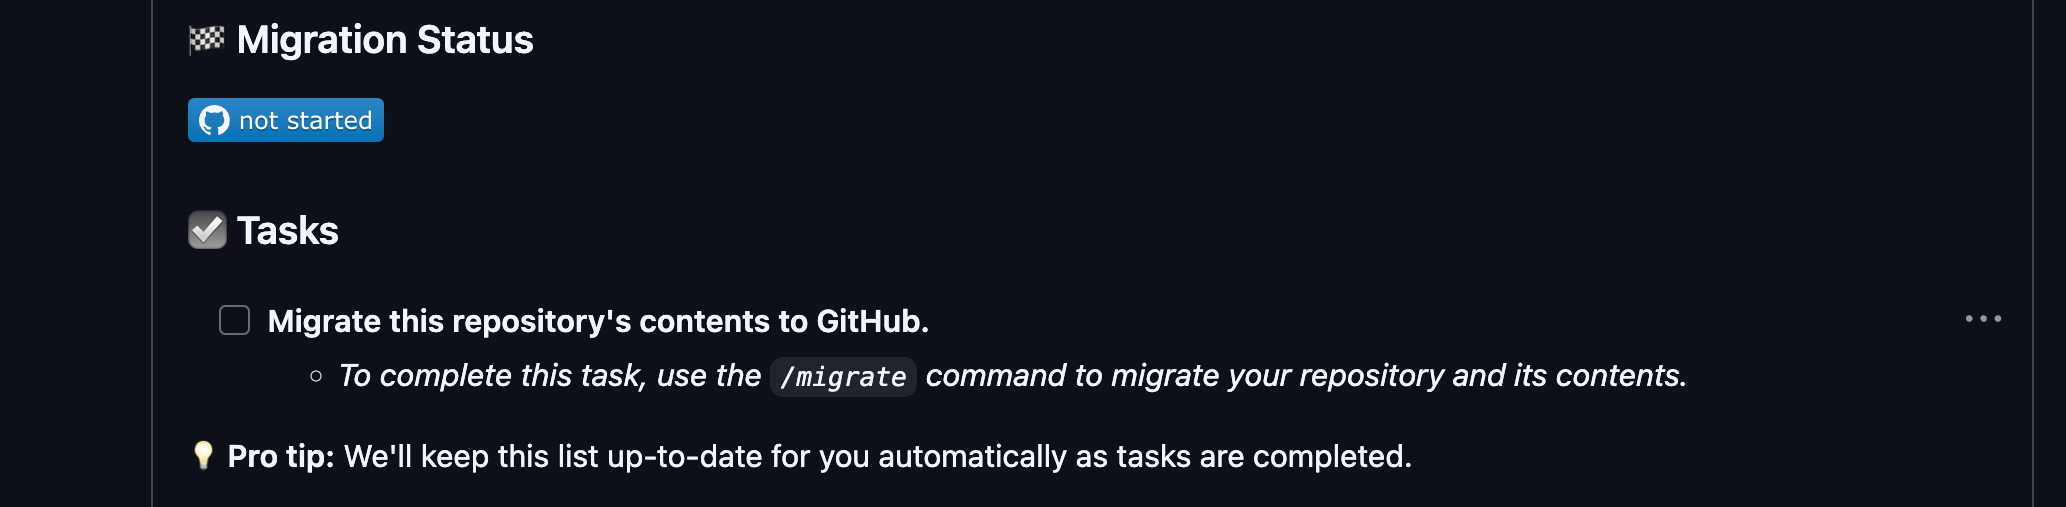 Migration Status
not started
Tasks
Migrate this repository's contents to GitHub.
To complete this task, use the /migrate command to migrate your repository and its contents.
Pro tip: We'll keep this list up-to-date for you automatically as tasks are completed.